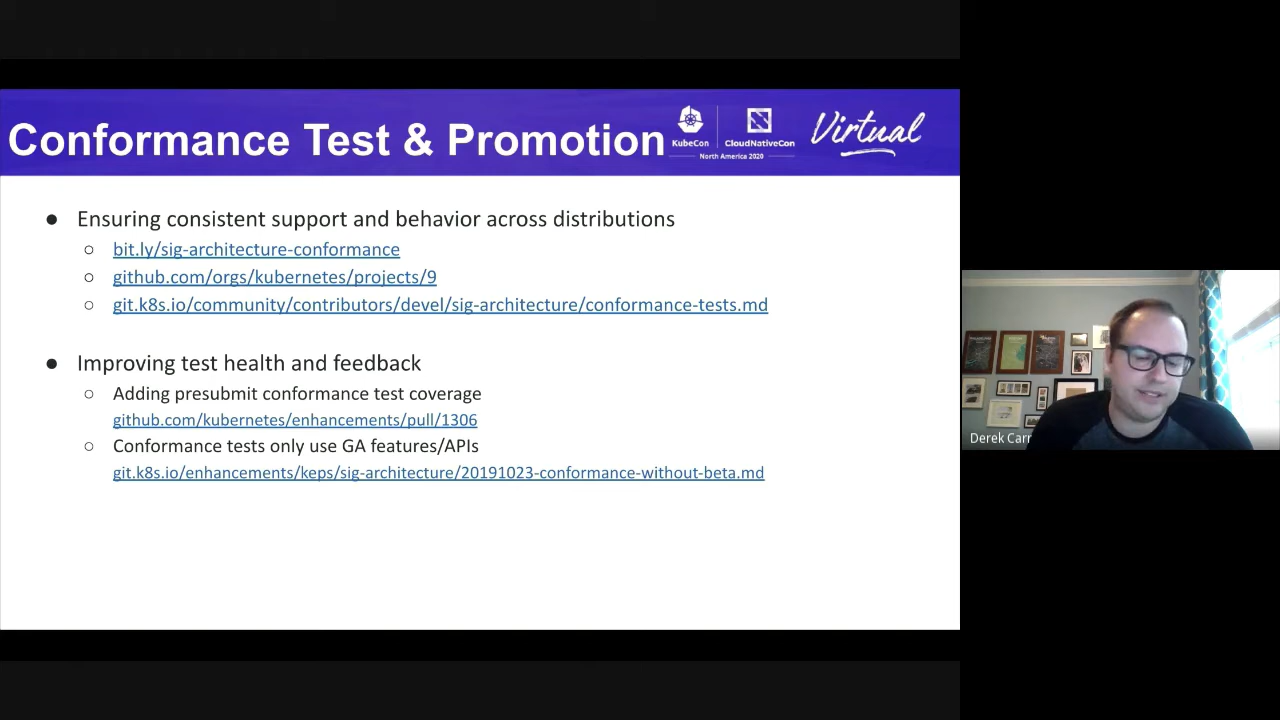 Conformance Test & Promotion
KubeCon
CloudNativeCon
North America 2020
Virtual
● Ensuring consistent support and behavior across distributions
○ bit.ly/sig-architecture-conformance
○ github.com/orgs/kubernetes/projects/9
○ git.k8s.io/community/contributors/devel/sig-architecture/conformance-tests.md
● Improving test health and feedback
○ Adding presubmit conformance test coverage
github.com/kubernetes/enhancements/pull/1306
○ Conformance tests only use GA features/APIs
git.k8s.io/enhancements/keps/sig-architecture/20191023-conformance-without-beta.md
Derek Carr